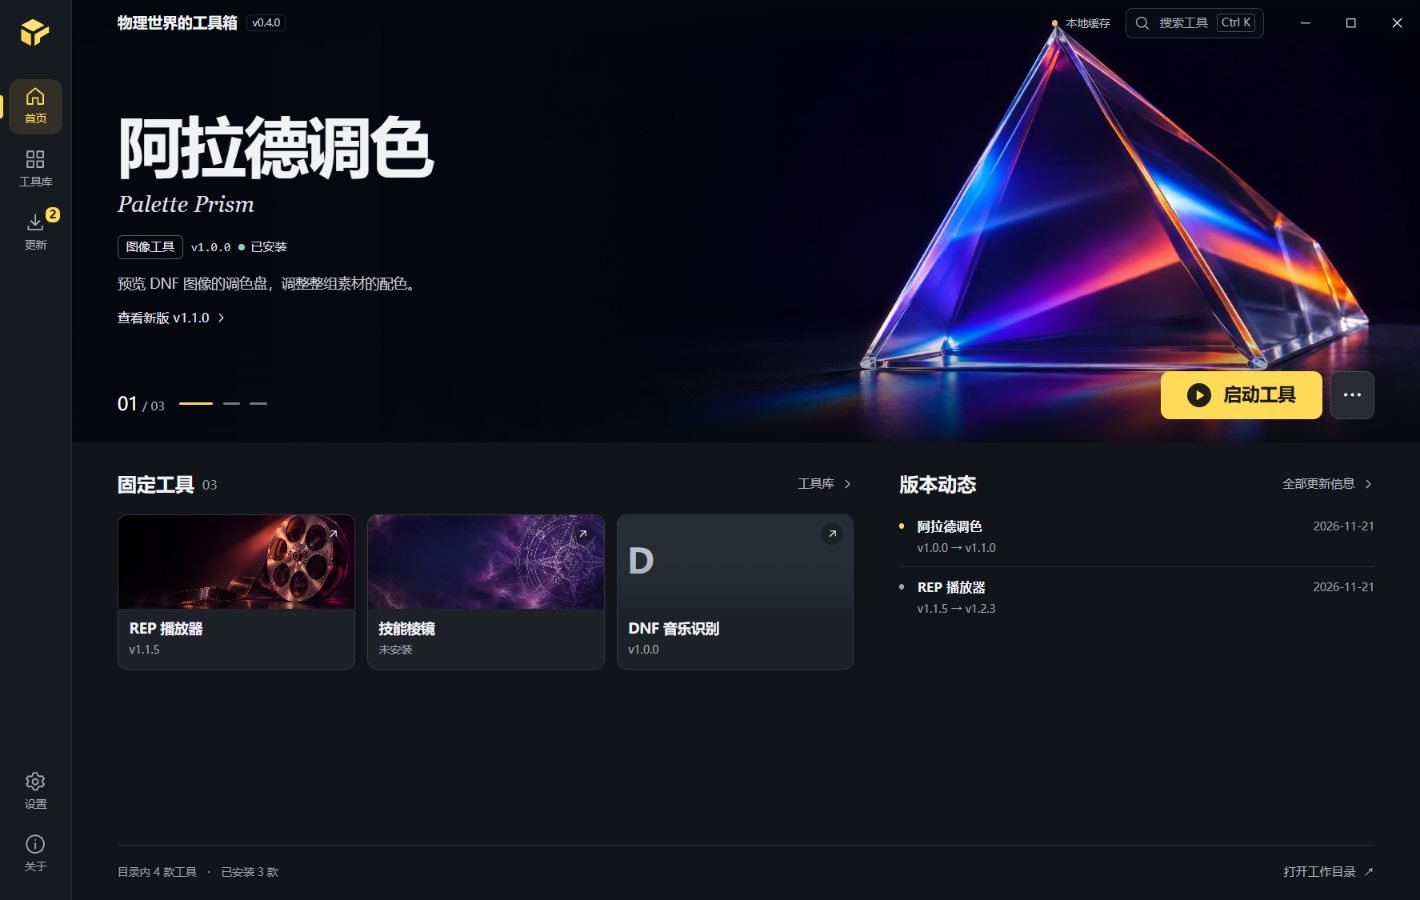 物理世界的工具箱 v0.4.0
本地缓存
搜索工具 Ctrl K
首页
工具库
2
更新
阿拉德调色
Palette Prism
图像工具 v1.0.0 已安装
预览 DNF 图像的调色盘，调整整组素材的配色。
查看新版 v1.1.0
01 / 03
启动工具
固定工具 03
工具库
REP 播放器
v1.1.5
技能棱镜
未安装
D
DNF 音乐识别
v1.0.0
版本动态
全部更新信息
阿拉德调色 2026-11-21
v1.0.0 → v1.1.0
REP 播放器 2026-11-21
v1.1.5 → v1.2.3
设置
关于
目录内 4 款工具 · 已安装 3 款
打开工作目录